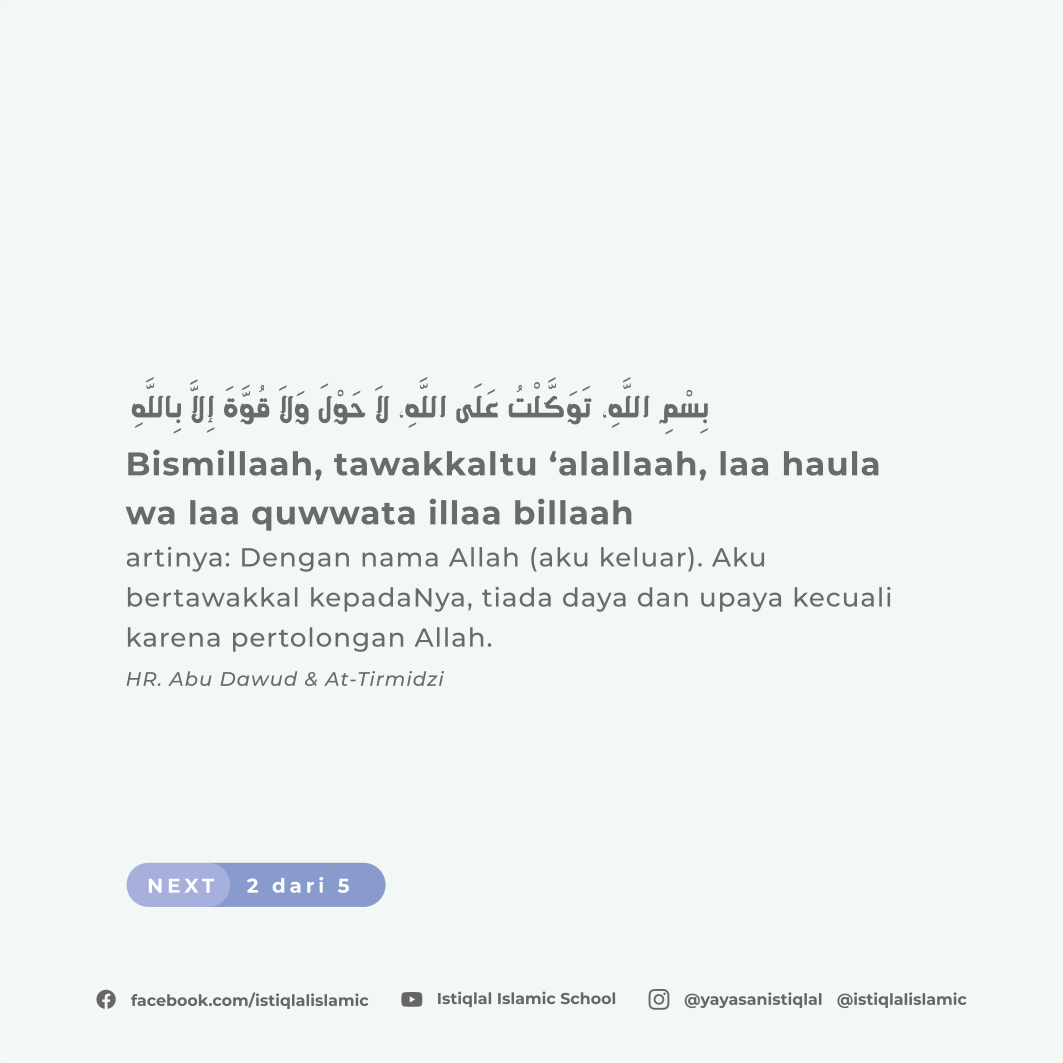 بِسْمِ اللَّهِ، تَوَكَّلْتُ عَلَى اللَّهِ، لاَ حَوْلَ وَلاَ قُوَّةَ إِلاَّ بِاللَّهِ
Bismillaah, tawakkaltu ‘alallaah, laa haula
wa laa quwwata illaa billaah
artinya: Dengan nama Allah (aku keluar). Aku
bertawakkal kepadaNya, tiada daya dan upaya kecuali
karena pertolongan Allah.
HR. Abu Dawud & At-Tirmidzi
NEXT 2 dari 5
facebook.com/istiqlalislamic Istiqlal Islamic School @yayasanistiqlal @istiqlalislamic